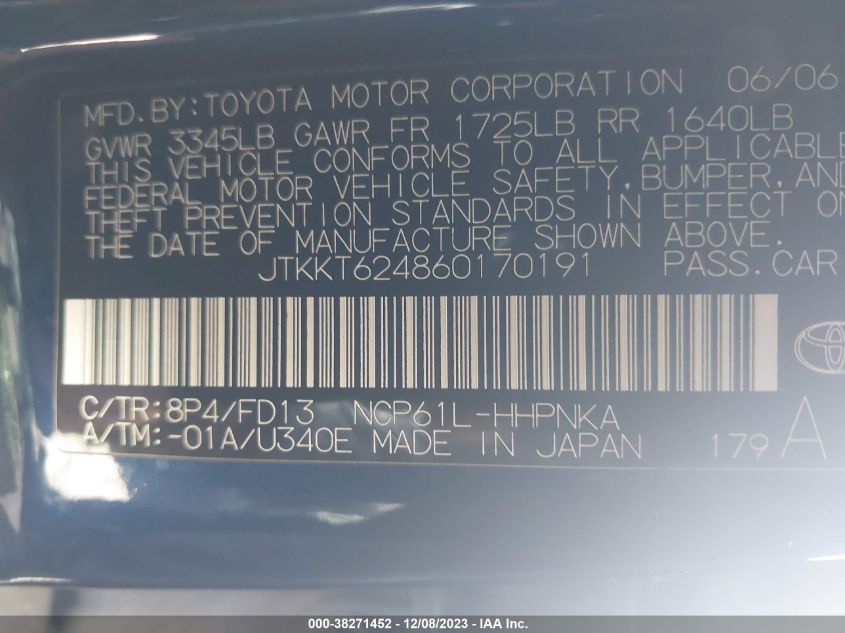 MFD.BY:TOYOTA MOTOR CORPORATION 06/06
GVWR 3345LB GAWR FR 1725LB RR 1640LB
THIS VEHICLE CONFORMS TO ALL APPLICABLE
FEDERAL MOTOR VEHICLE SAFETY,BUMPER,AND
THEFT PREVENTION STANDARDS IN EFFECT ON
THE DATE OF MANUFACTURE SHOWN ABOVE.
JTKKT624860170191 PASS.CAR
C/TR:8P4/FD13 NCP61L-HHPNKA
A/TM:-01A/U340E MADE IN JAPAN 179 A
000-38271452 - 12/08/2023 - IAA Inc.